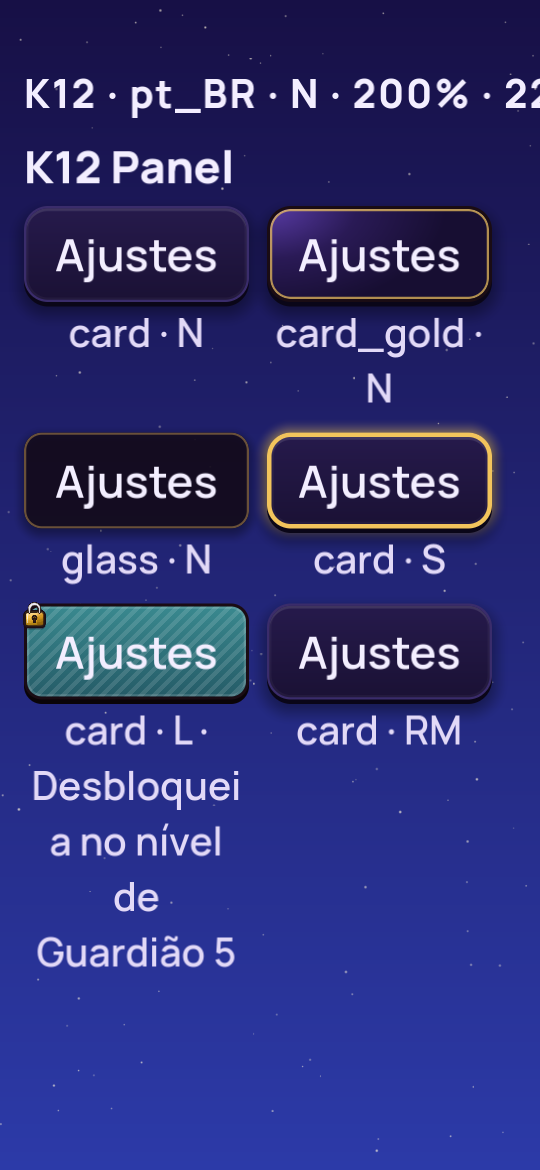 K12 · pt_BR · N · 200% · 22
K12 Panel
Ajustes
Ajustes
card · N
card_gold ·
N
Ajustes
Ajustes
glass · N
card · S
Ajustes
Ajustes
card · L ·
Desbloquei
a no nível
de
Guardião 5
card · RM